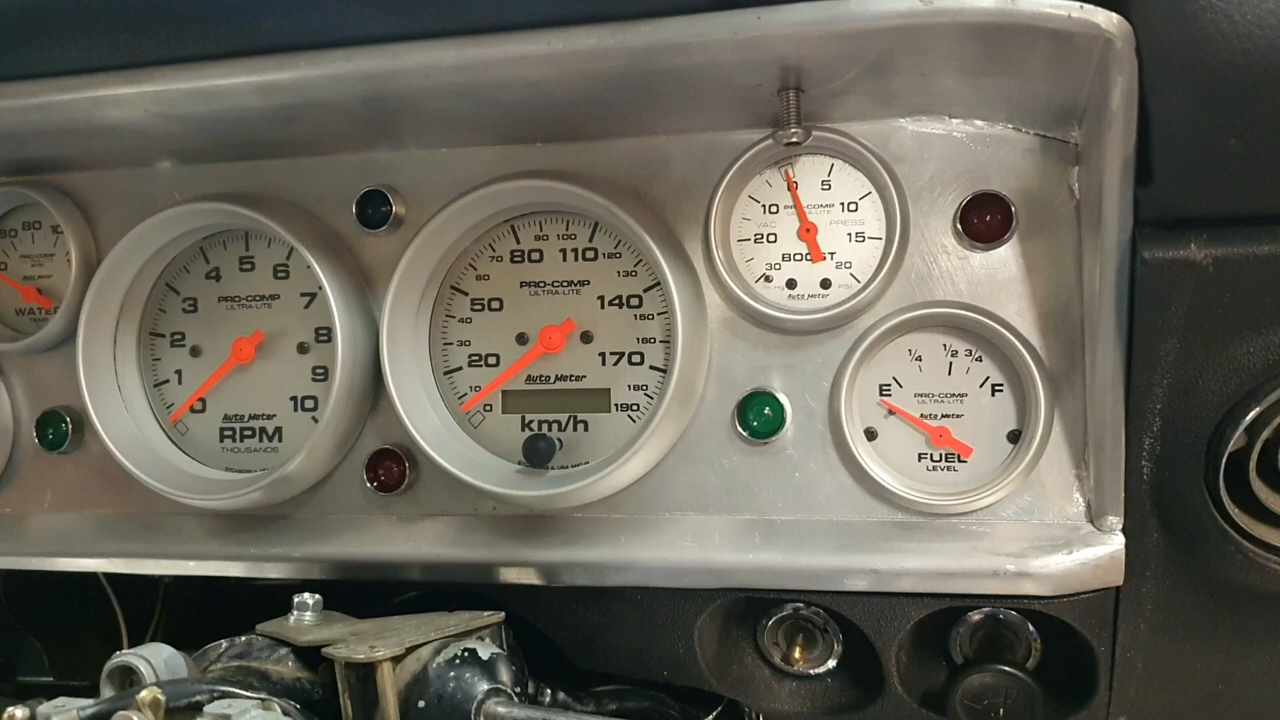 80 80
WATER
4 5 6
3 7
2 8
1 9
0 10
PRO-COMP
ULTRA-LITE
Auto Meter
RPM
THOUSANDS
90 100
80 110
70 120
60 130
50 140
40 150
30 160
20 170
10 180
0 190
PRO-COMP
ULTRA-LITE
Auto Meter
km/h
0 5
10 10
PRO-COMP
ULTRA-LITE
VAC PRESS
20 15
BOOST
30 20
In Hg PSI
Auto Meter
1/4 1/2 3/4
E F
PRO-COMP
ULTRA-LITE
Auto Meter
FUEL
LEVEL